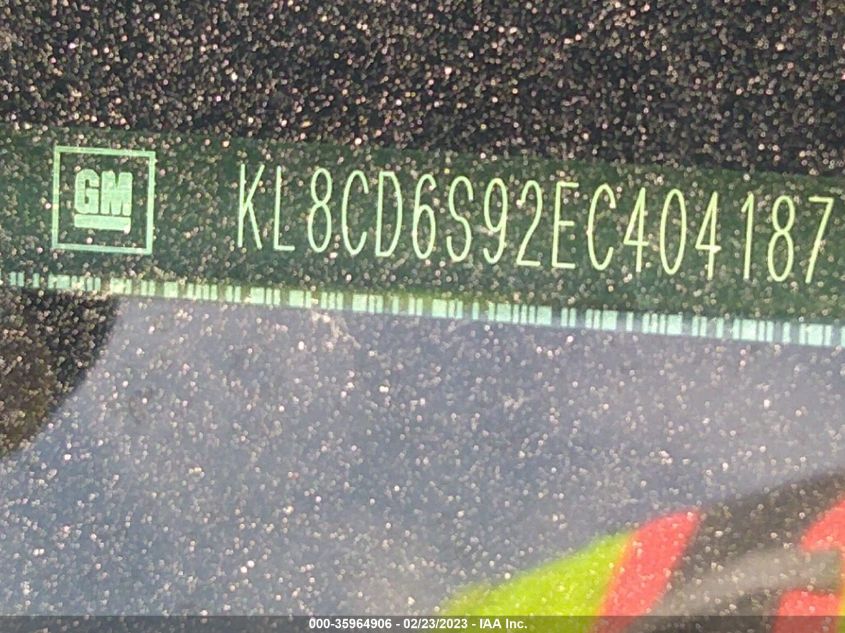 GM
KL8CD6S92EC404187
000-35964906 - 02/23/2023 - IAA Inc.